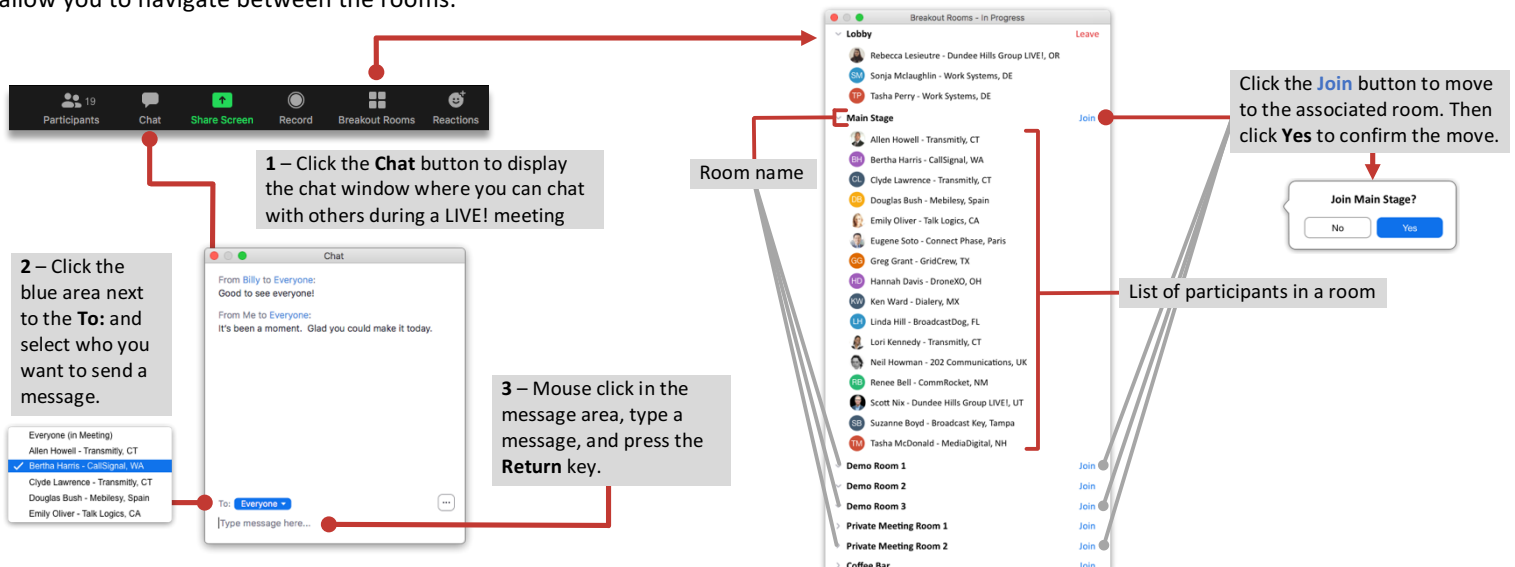 allow you to navigate between the rooms.
19
Participants
Chat
Share Screen
Record
Breakout Rooms
Reactions
1 – Click the Chat button to display
the chat window where you can chat
with others during a LIVE! meeting
2 – Click the
blue area next
to the To: and
select who you
want to send a
message.
Everyone (in Meeting)
Allen Howell - Transmitly, CT
Bertha Harris - CallSignal, WA
Clyde Lawrence - Transmitly, CT
Douglas Bush - Mebilesy, Spain
Emily Oliver - Talk Logics, CA
Chat
From Billy to Everyone:
Good to see everyone!
From Me to Everyone:
It's been a moment.  Glad you could make it today.
To: Everyone
Type message here...
3 – Mouse click in the
message area, type a
message, and press the
Return key.
Breakout Rooms - In Progress
Lobby Leave
Rebecca Lesieutre - Dundee Hills Group LIVE!, OR
SM Sonja Mclaughlin - Work Systems, DE
TP Tasha Perry - Work Systems, DE
Main Stage Join
Allen Howell - Transmitly, CT
BH Bertha Harris - CallSignal, WA
CL Clyde Lawrence - Transmitly, CT
DB Douglas Bush - Mebilesy, Spain
Emily Oliver - Talk Logics, CA
Eugene Soto - Connect Phase, Paris
GG Greg Grant - GridCrew, TX
HD Hannah Davis - DroneXO, OH
KW Ken Ward - Dialery, MX
LH Linda Hill - BroadcastDog, FL
Lori Kennedy - Transmitly, CT
Neil Howman - 202 Communications, UK
RB Renee Bell - CommRocket, NM
Scott Nix - Dundee Hills Group LIVE!, UT
SB Suzanne Boyd - Broadcast Key, Tampa
TM Tasha McDonald - MediaDigital, NH
Demo Room 1 Join
Demo Room 2 Join
Demo Room 3 Join
Private Meeting Room 1 Join
Private Meeting Room 2 Join
Coffee Bar Join
Room name
List of participants in a room
Click the Join button to move
to the associated room. Then
click Yes to confirm the move.
Join Main Stage?
No
Yes